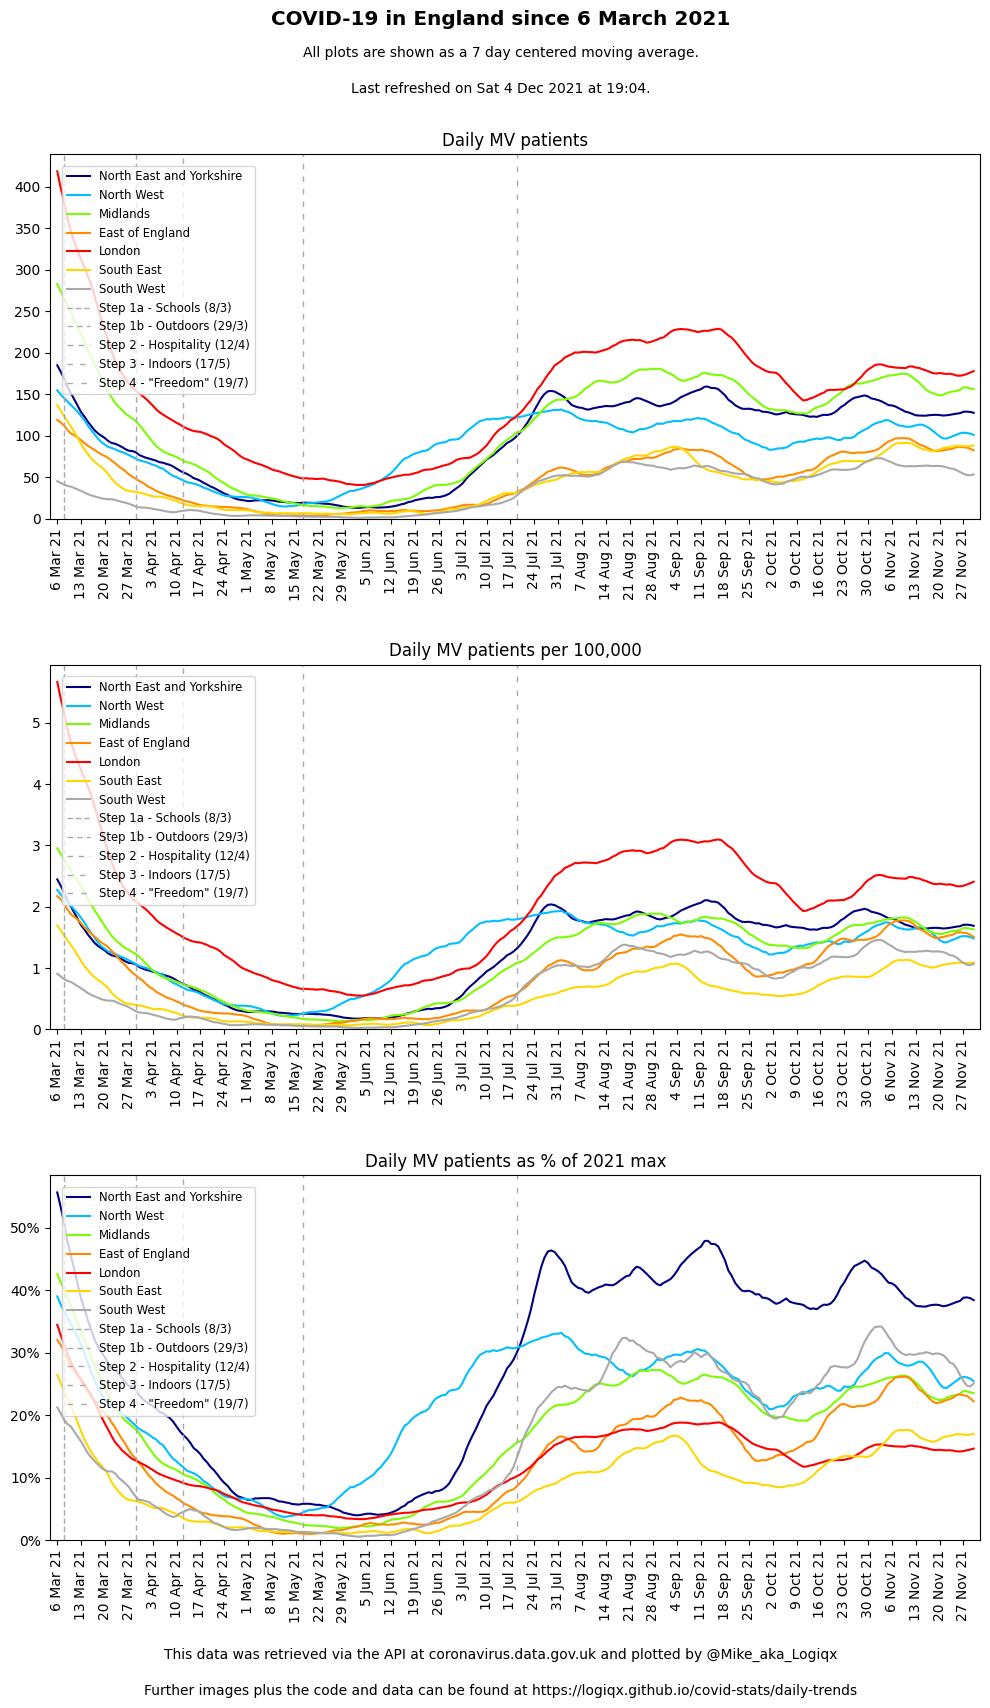 COVID-19 in England since 6 March 2021
All plots are shown as a 7 day centered moving average.
Last refreshed on Sat 4 Dec 2021 at 19:04.
Daily MV patients
400
350
300
250
200
150
100
50
0
North East and Yorkshire
North West
Midlands
East of England
London
South East
South West
Step 1a - Schools (8/3)
Step 1b - Outdoors (29/3)
Step 2 - Hospitality (12/4)
Step 3 - Indoors (17/5)
Step 4 - "Freedom" (19/7)
6 Mar 21
13 Mar 21
20 Mar 21
27 Mar 21
3 Apr 21
10 Apr 21
17 Apr 21
24 Apr 21
1 May 21
8 May 21
15 May 21
22 May 21
29 May 21
5 Jun 21
12 Jun 21
19 Jun 21
26 Jun 21
3 Jul 21
10 Jul 21
17 Jul 21
24 Jul 21
31 Jul 21
7 Aug 21
14 Aug 21
21 Aug 21
28 Aug 21
4 Sep 21
11 Sep 21
18 Sep 21
25 Sep 21
2 Oct 21
9 Oct 21
16 Oct 21
23 Oct 21
30 Oct 21
6 Nov 21
13 Nov 21
20 Nov 21
27 Nov 21
Daily MV patients per 100,000
5
4
3
2
1
0
North East and Yorkshire
North West
Midlands
East of England
London
South East
South West
Step 1a - Schools (8/3)
Step 1b - Outdoors (29/3)
Step 2 - Hospitality (12/4)
Step 3 - Indoors (17/5)
Step 4 - "Freedom" (19/7)
6 Mar 21
13 Mar 21
20 Mar 21
27 Mar 21
3 Apr 21
10 Apr 21
17 Apr 21
24 Apr 21
1 May 21
8 May 21
15 May 21
22 May 21
29 May 21
5 Jun 21
12 Jun 21
19 Jun 21
26 Jun 21
3 Jul 21
10 Jul 21
17 Jul 21
24 Jul 21
31 Jul 21
7 Aug 21
14 Aug 21
21 Aug 21
28 Aug 21
4 Sep 21
11 Sep 21
18 Sep 21
25 Sep 21
2 Oct 21
9 Oct 21
16 Oct 21
23 Oct 21
30 Oct 21
6 Nov 21
13 Nov 21
20 Nov 21
27 Nov 21
Daily MV patients as % of 2021 max
50%
40%
30%
20%
10%
0%
North East and Yorkshire
North West
Midlands
East of England
London
South East
South West
Step 1a - Schools (8/3)
Step 1b - Outdoors (29/3)
Step 2 - Hospitality (12/4)
Step 3 - Indoors (17/5)
Step 4 - "Freedom" (19/7)
6 Mar 21
13 Mar 21
20 Mar 21
27 Mar 21
3 Apr 21
10 Apr 21
17 Apr 21
24 Apr 21
1 May 21
8 May 21
15 May 21
22 May 21
29 May 21
5 Jun 21
12 Jun 21
19 Jun 21
26 Jun 21
3 Jul 21
10 Jul 21
17 Jul 21
24 Jul 21
31 Jul 21
7 Aug 21
14 Aug 21
21 Aug 21
28 Aug 21
4 Sep 21
11 Sep 21
18 Sep 21
25 Sep 21
2 Oct 21
9 Oct 21
16 Oct 21
23 Oct 21
30 Oct 21
6 Nov 21
13 Nov 21
20 Nov 21
27 Nov 21
This data was retrieved via the API at coronavirus.data.gov.uk and plotted by @Mike_aka_Logiqx
Further images plus the code and data can be found at https://logiqx.github.io/covid-stats/daily-trends